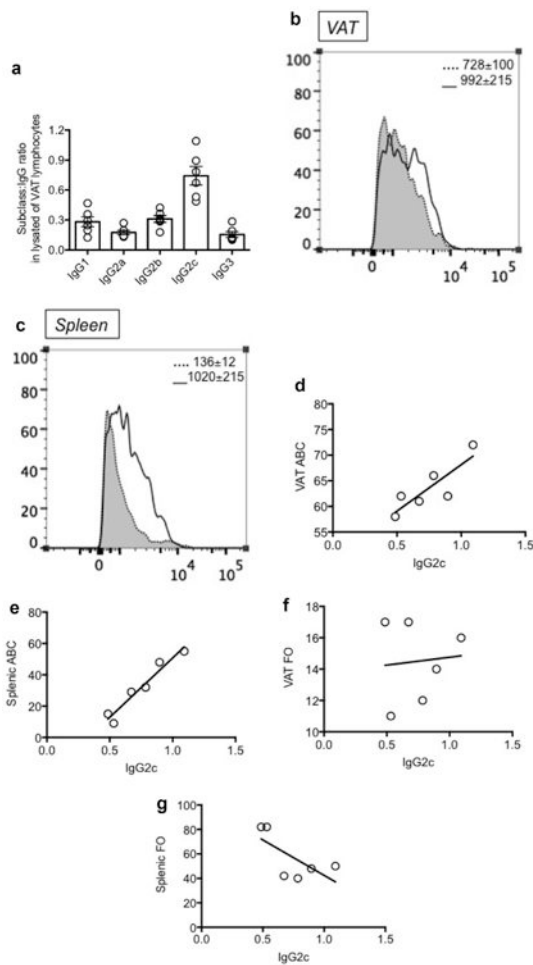 a
Subclass:IgG ratio
in lysated of VAT lymphocytes
1.2
0.9
0.6
0.3
0.0
IgG1
IgG2a
IgG2b
IgG2c
IgG3
b
VAT
728±100
992±215
100
80
60
40
20
0
0
10⁴
10⁵
c
Spleen
136±12
1020±215
100
80
60
40
20
0
0
10⁴
10⁵
d
VAT ABC
80
75
70
65
60
55
0.0
0.5
1.0
1.5
IgG2c
e
Splenic ABC
80
60
40
20
0
0.0
0.5
1.0
1.5
IgG2c
f
VAT FO
18
16
14
12
10
0.0
0.5
1.0
1.5
IgG2c
g
Splenic FO
100
80
60
40
20
0
0.0
0.5
1.0
1.5
IgG2c